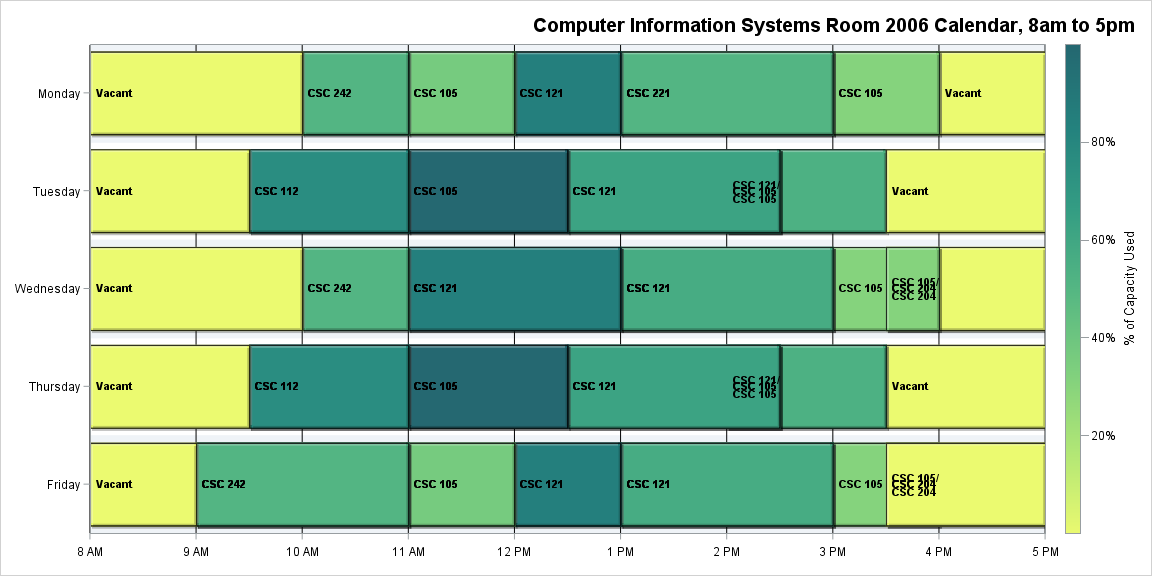 Computer Information Systems Room 2006 Calendar, 8am to 5pm
Monday
Vacant
CSC 242
CSC 105
CSC 121
CSC 221
CSC 105
Vacant
Tuesday
Vacant
CSC 112
CSC 105
CSC 121
CSC 121/
CSC 105
CSC 105
Vacant
Wednesday
Vacant
CSC 242
CSC 121
CSC 121
CSC 105
CSC 105/
CSC 204
CSC 204
Thursday
Vacant
CSC 112
CSC 105
CSC 121
CSC 121/
CSC 105
CSC 105
Vacant
Friday
Vacant
CSC 242
CSC 105
CSC 121
CSC 121
CSC 105
CSC 105/
CSC 204
CSC 204
8 AM
9 AM
10 AM
11 AM
12 PM
1 PM
2 PM
3 PM
4 PM
5 PM
80%
60%
40%
20%
% of Capacity Used